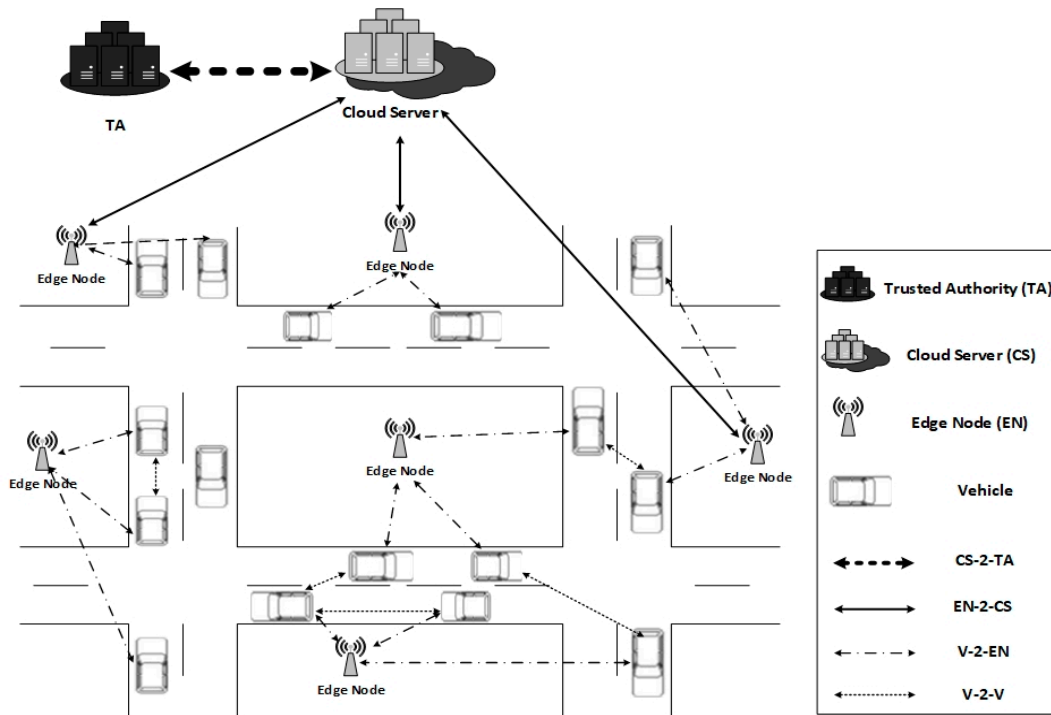 TA
Cloud Server
Edge Node
Edge Node
Edge Node
Edge Node
Edge Node
Edge Node
Trusted Authority (TA)
Cloud Server (CS)
Edge Node (EN)
Vehicle
CS-2-TA
EN-2-CS
V-2-EN
V-2-V